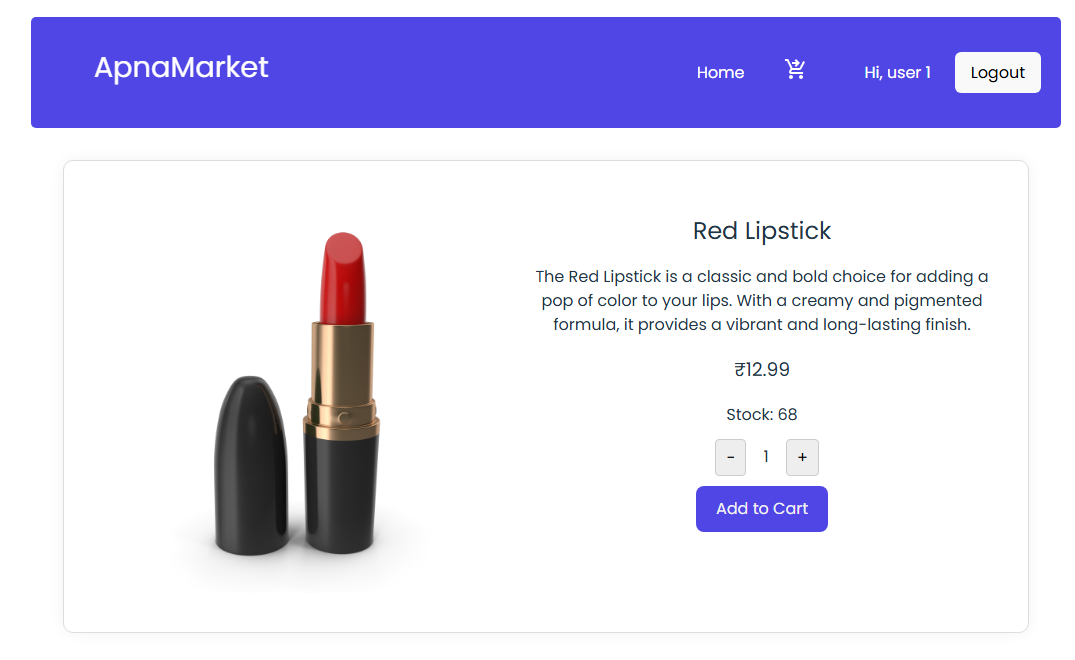 ApnaMarket
Home
Hi, user 1
Logout
Red Lipstick
The Red Lipstick is a classic and bold choice for adding a
pop of color to your lips. With a creamy and pigmented
formula, it provides a vibrant and long-lasting finish.
₹12.99
Stock: 68
- 1 +
Add to Cart